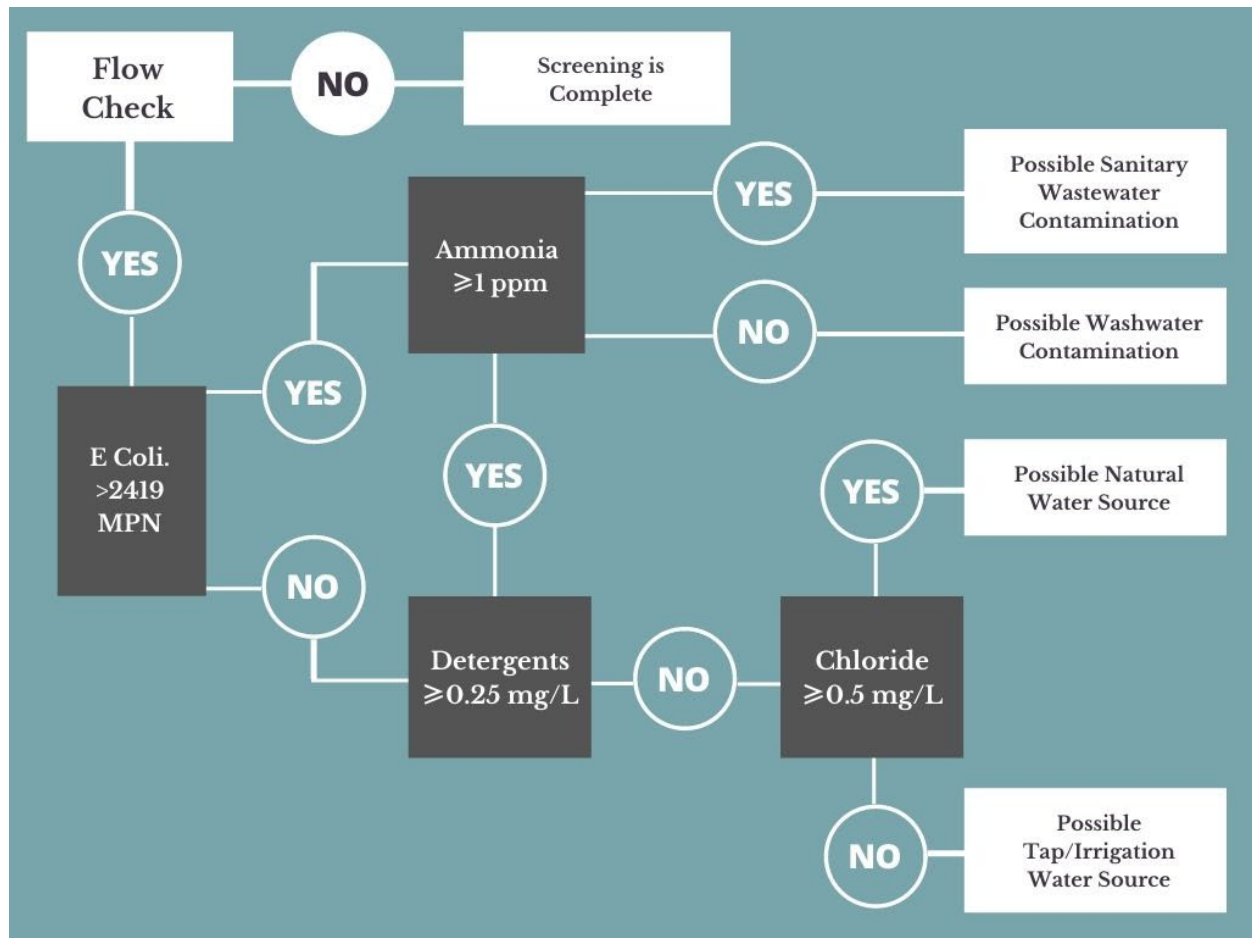 Flow
Check
NO
Screening is
Complete
YES
E Coli.
>2419
MPN
YES
Ammonia
⩾1 ppm
YES
Possible Sanitary
Wastewater
Contamination
NO
Possible Washwater
Contamination
YES
NO
Detergents
⩾0.25 mg/L
NO
Chloride
⩾0.5 mg/L
YES
Possible Natural
Water Source
NO
Possible
Tap/Irrigation
Water Source